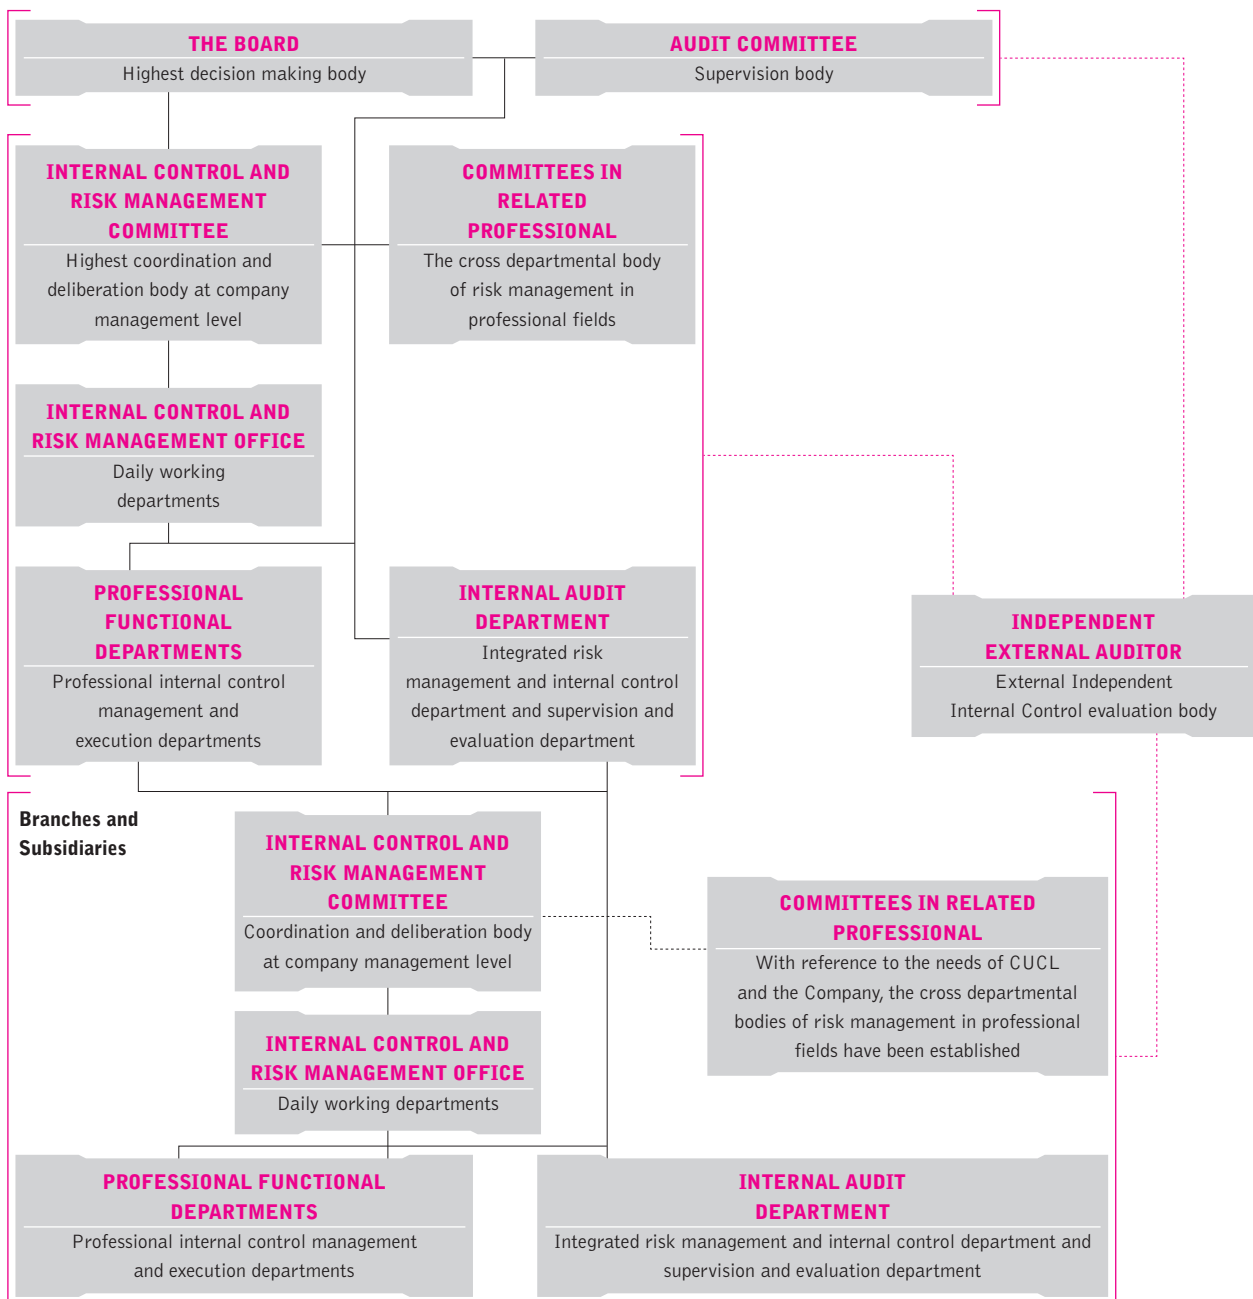 THE BOARD
Highest decision making body
AUDIT COMMITTEE
Supervision body
INTERNAL CONTROL AND
RISK MANAGEMENT
COMMITTEE
Highest coordination and
deliberation body at company
management level
COMMITTEES IN
RELATED
PROFESSIONAL
The cross departmental body
of risk management in
professional fields
INTERNAL CONTROL AND
RISK MANAGEMENT OFFICE
Daily working
departments
PROFESSIONAL
FUNCTIONAL
DEPARTMENTS
Professional internal control
management and
execution departments
INTERNAL AUDIT
DEPARTMENT
Integrated risk
management and internal control
department and supervision and
evaluation department
INDEPENDENT
EXTERNAL AUDITOR
External Independent
Internal Control evaluation body
Branches and
Subsidiaries
INTERNAL CONTROL AND
RISK MANAGEMENT
COMMITTEE
Coordination and deliberation body
at company management level
COMMITTEES IN RELATED
PROFESSIONAL
With reference to the needs of CUCL
and the Company, the cross departmental
bodies of risk management in professional
fields have been established
INTERNAL CONTROL AND
RISK MANAGEMENT OFFICE
Daily working departments
PROFESSIONAL FUNCTIONAL
DEPARTMENTS
Professional internal control management
and execution departments
INTERNAL AUDIT
DEPARTMENT
Integrated risk management and internal control department and
supervision and evaluation department